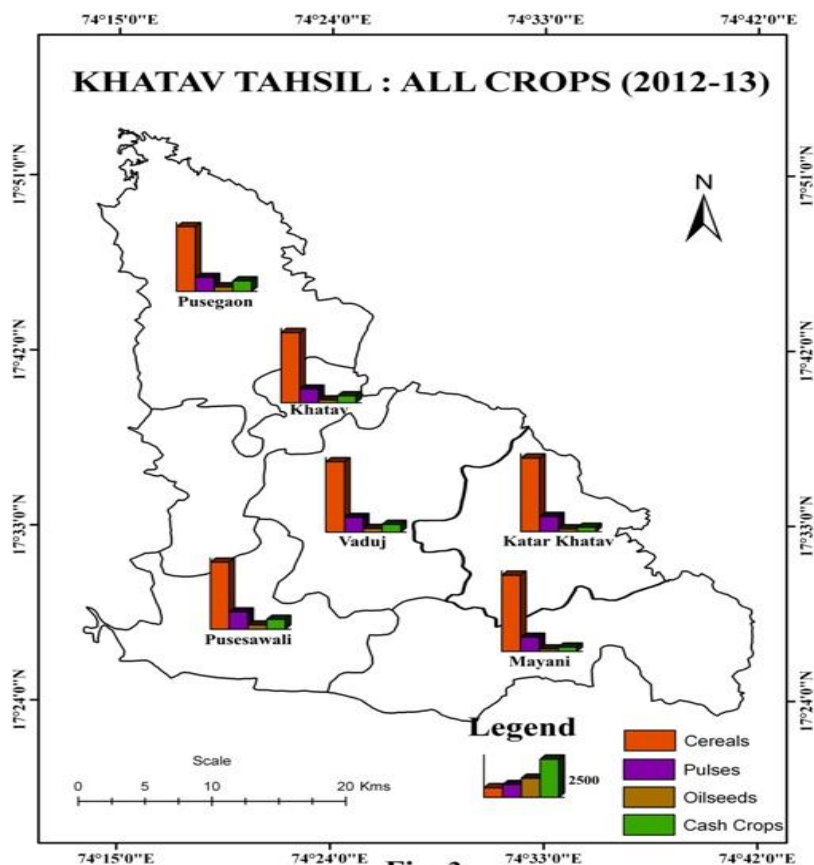 74°15'0"E 74°24'0"E 74°33'0"E 74°42'0"E
KHATAV TAHSIL : ALL CROPS (2012-13)
17°51'0"N
17°51'0"N
N
Pusegaon
17°42'0"N
17°42'0"N
Khatav
17°33'0"N
17°33'0"N
Vaduj
Katar Khatav
Pusesawali
Mayani
17°24'0"N
17°24'0"N
Legend
2500
Cereals
Pulses
Oilseeds
Cash Crops
Scale
0 5 10 20 Kms
74°15'0"E 74°24'0"E 74°33'0"E 74°42'0"E